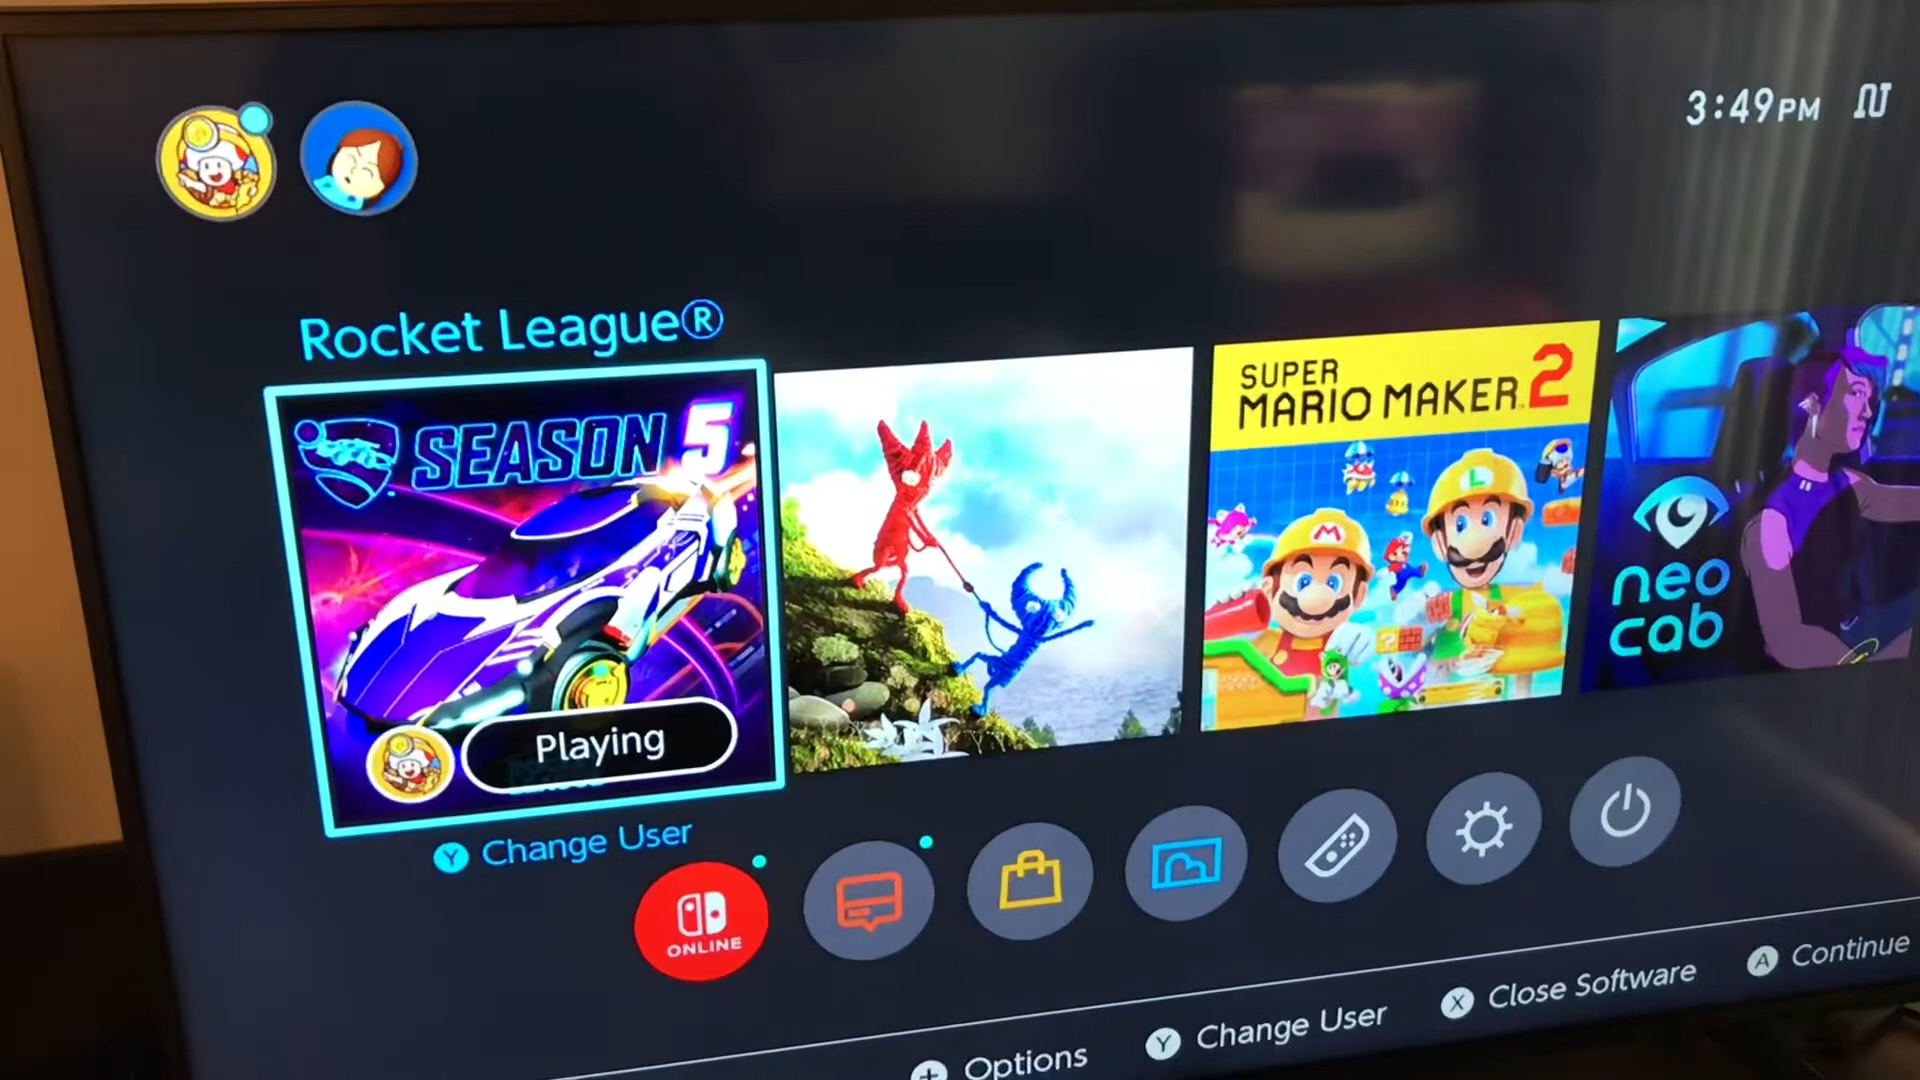 3:49PM
Rocket League®
SEASON 5
Playing
SUPER
MARIO MAKER 2
neo
cab
Y Change User
ONLINE
+ Options
Y Change User
X Close Software
A Continue